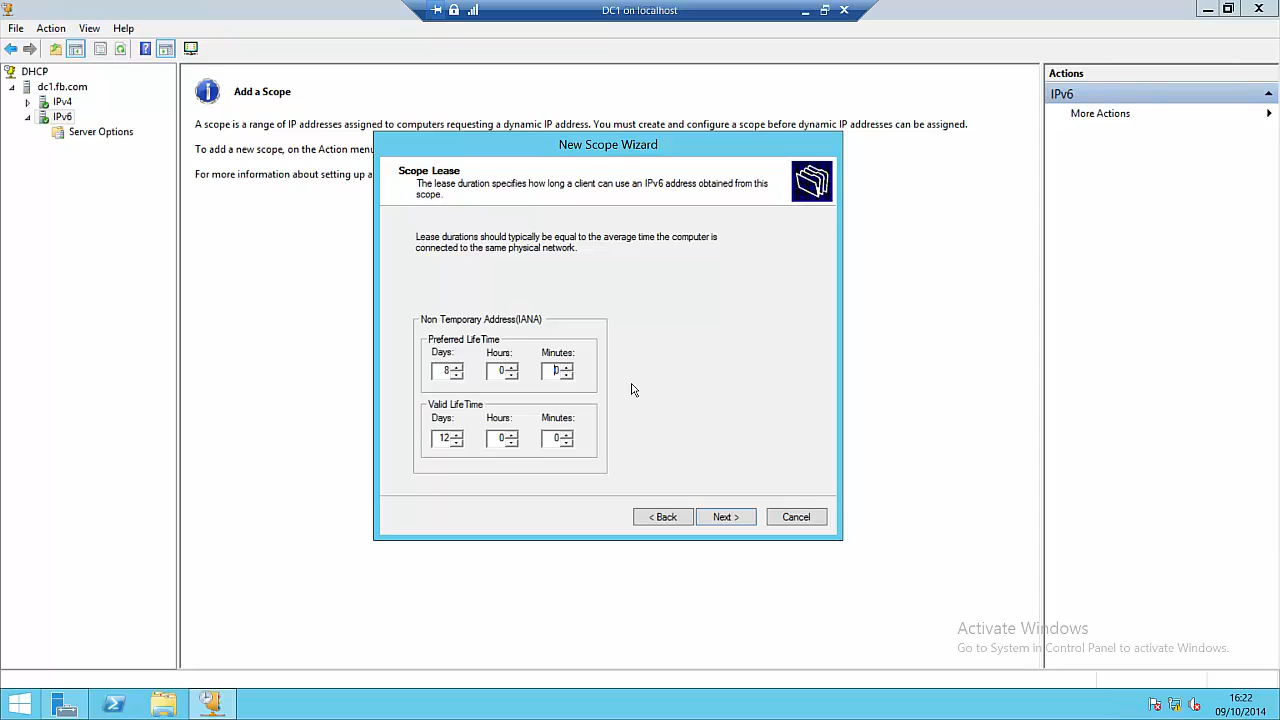 DC1 on localhost
File Action View Help
DHCP
dc1.fb.com
IPv4
IPv6
Server Options
Add a Scope
A scope is a range of IP addresses assigned to computers requesting a dynamic IP address. You must create and configure a scope before dynamic IP addresses can be assigned.
To add a new scope, on the Action menu
For more information about setting up a
New Scope Wizard
Scope Lease
The lease duration specifies how long a client can use an IPv6 address obtained from this
scope.
Lease durations should typically be equal to the average time the computer is
connected to the same physical network.
Non Temporary Address(IANA)
Preferred Life Time
Days: Hours: Minutes:
8 0 0
Valid Life Time
Days: Hours: Minutes:
12 0 0
< Back Next > Cancel
Actions
IPv6
More Actions
Activate Windows
Go to System in Control Panel to activate Windows.
16:22
09/10/2014